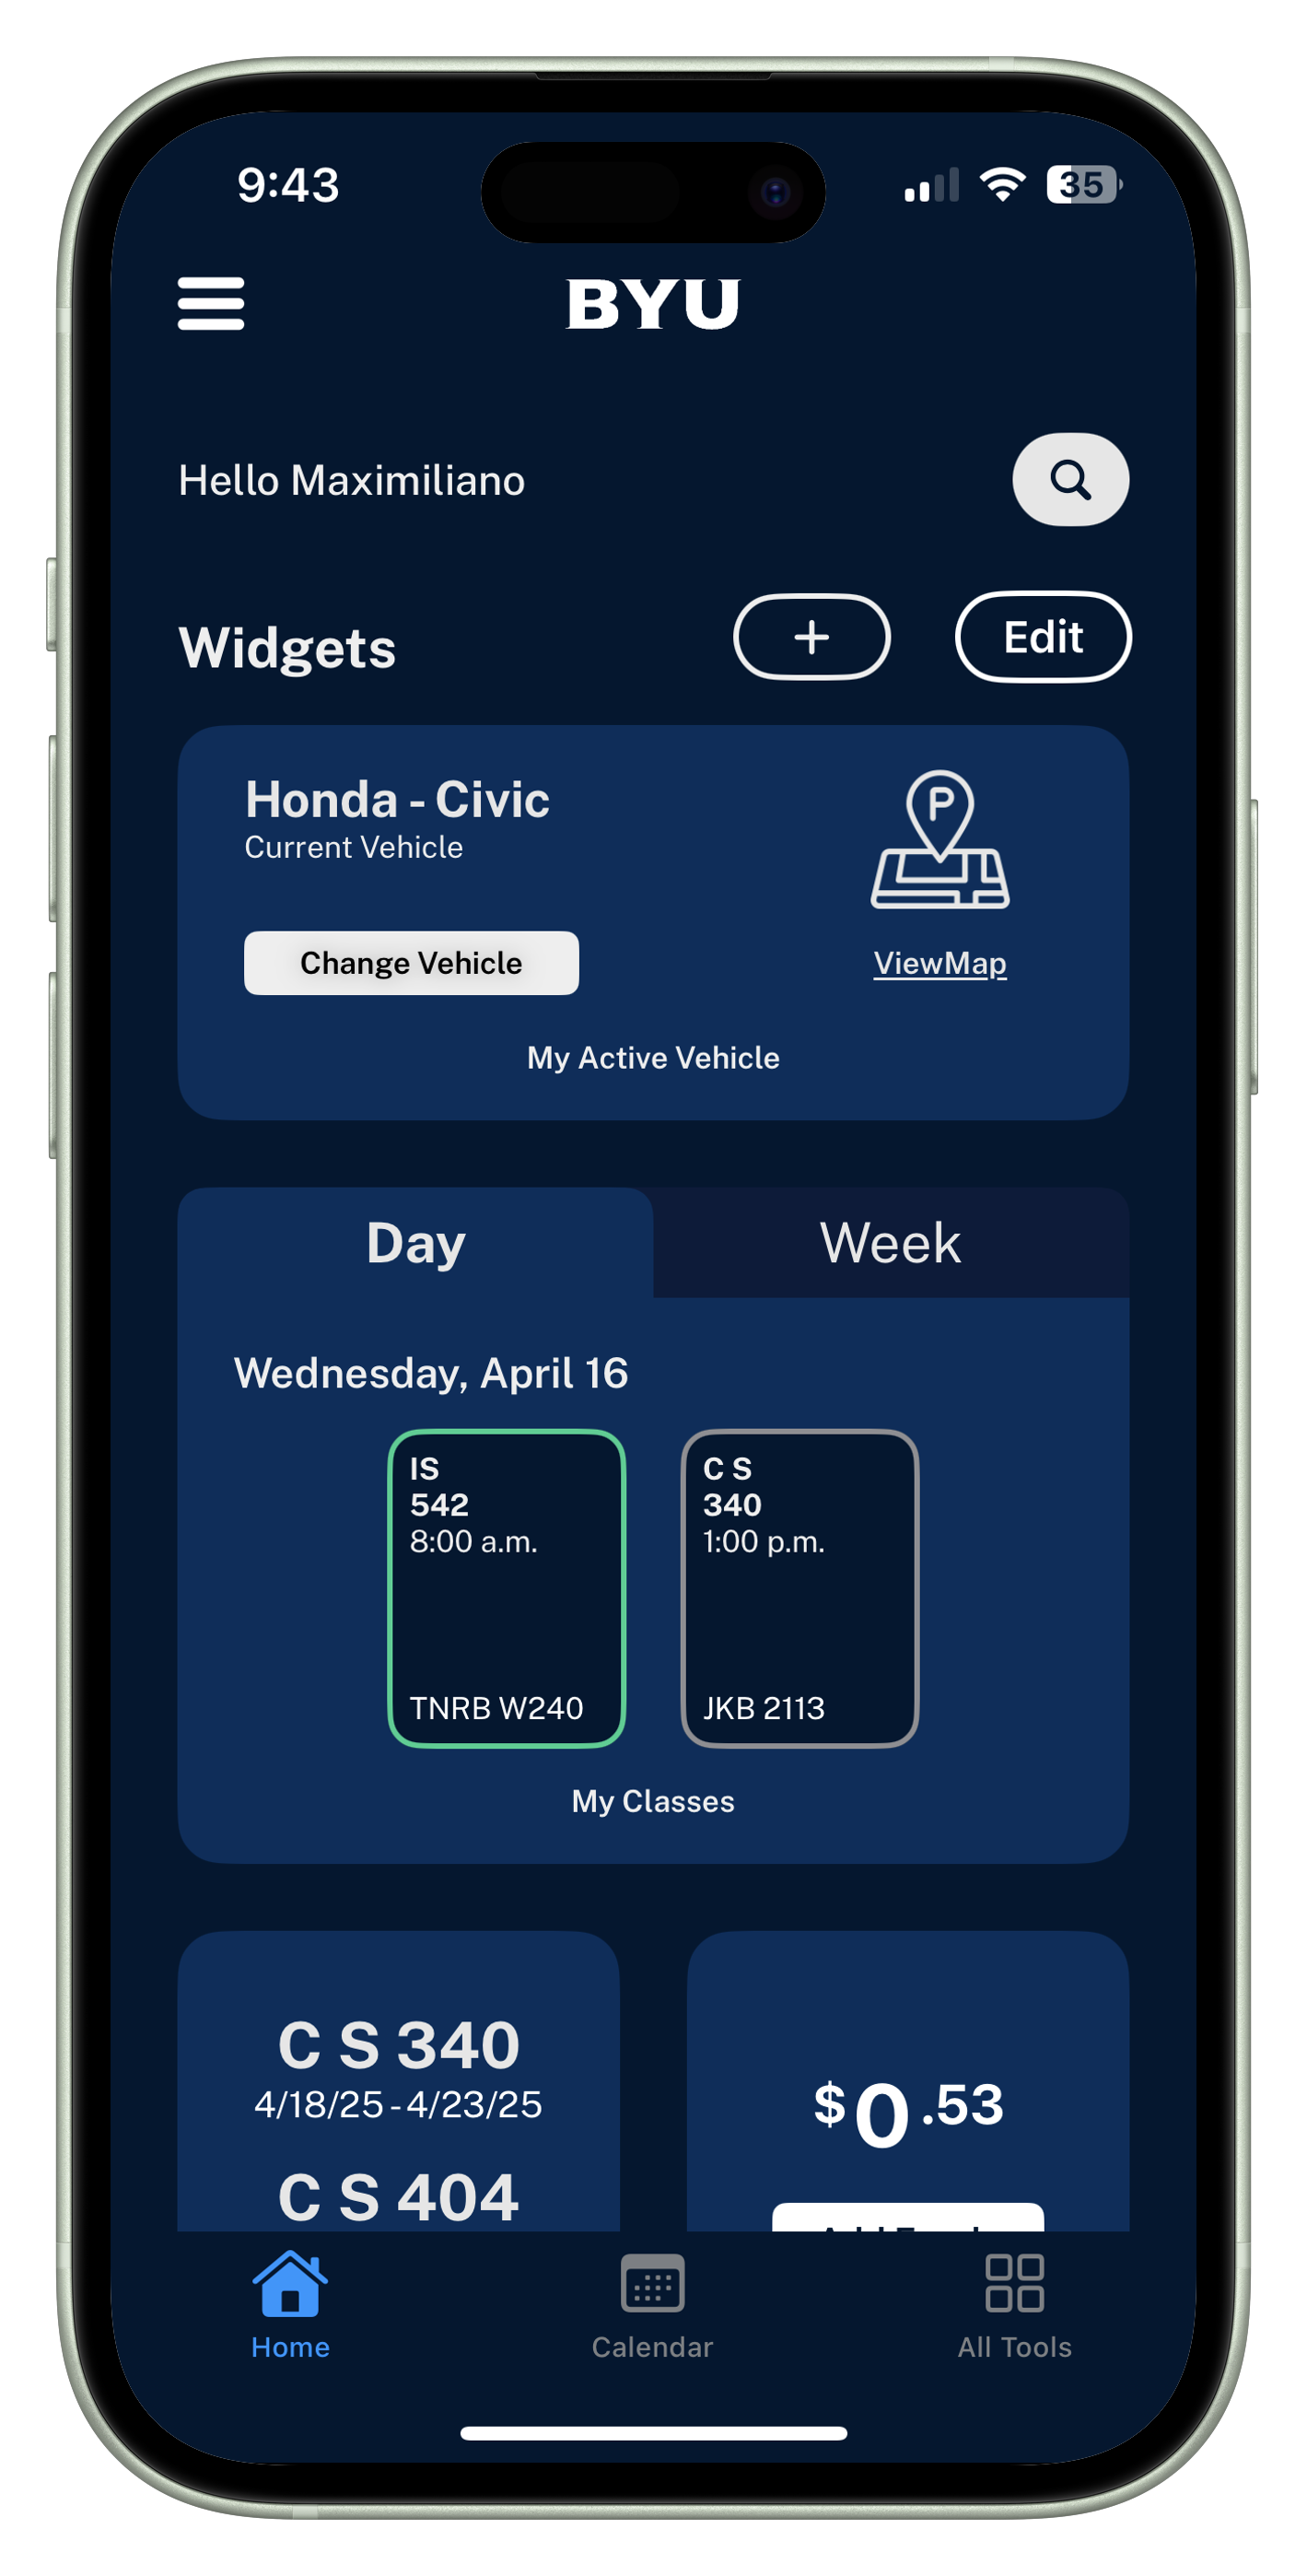 9:43
35
BYU
Hello Maximiliano
Widgets
+
Edit
Honda - Civic
Current Vehicle
P
Change Vehicle
ViewMap
My Active Vehicle
Day
Week
Wednesday, April 16
IS
542
8:00 a.m.
TNRB W240
C S
340
1:00 p.m.
JKB 2113
My Classes
C S 340
4/18/25 - 4/23/25
C S 404
$0.53
Home
Calendar
All Tools